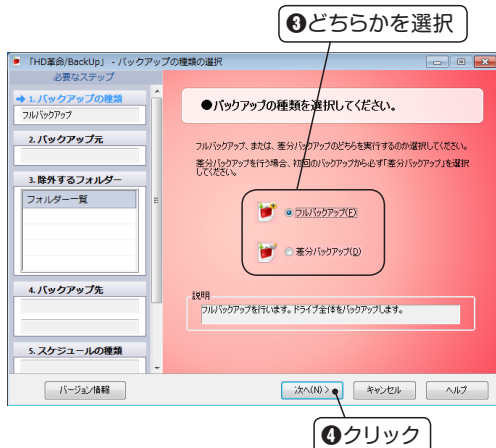 ❸どちらかを選択
「HD革命/BackUp」 - バックアップの種類の選択
必要なステップ
1. バックアップの種類
フルバックアップ
2. バックアップ元
3. 除外するフォルダー
フォルダー一覧
4. バックアップ先
5. スケジュールの種類
●バックアップの種類を選択してください。
フルバックアップ、または、差分バックアップのどちらを実行するのか選択してください。
差分バックアップを行う場合、初回のバックアップから必ず「差分バックアップ」を選択
してください。
フルバックアップ(F)
差分バックアップ(D)
説明
フルバックアップを行います。ドライブ全体をバックアップします。
バージョン情報
次へ(N) >
キャンセル
ヘルプ
❹クリック